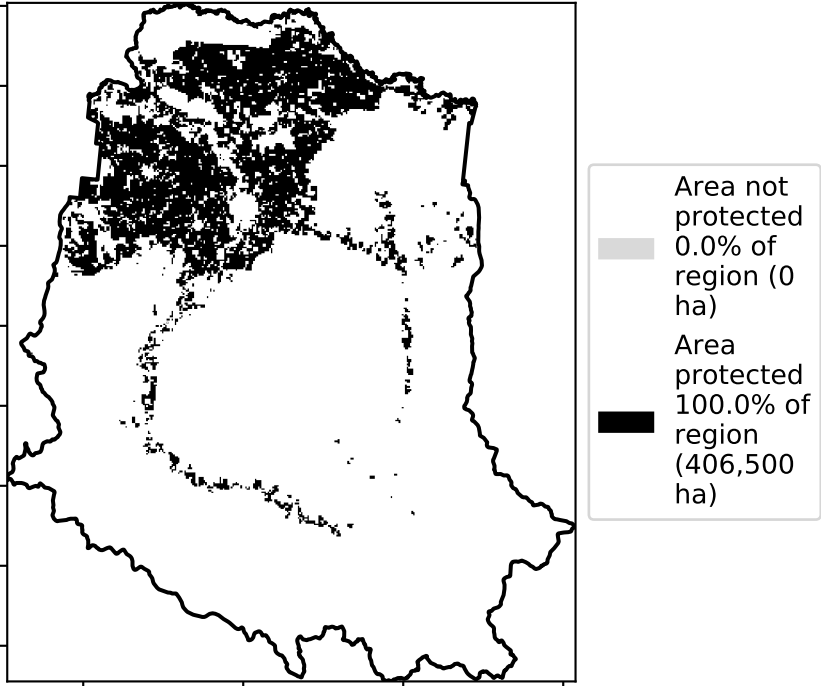 Area not
protected
0.0% of
region (0
ha)
Area
protected
100.0% of
region
(406,500
ha)